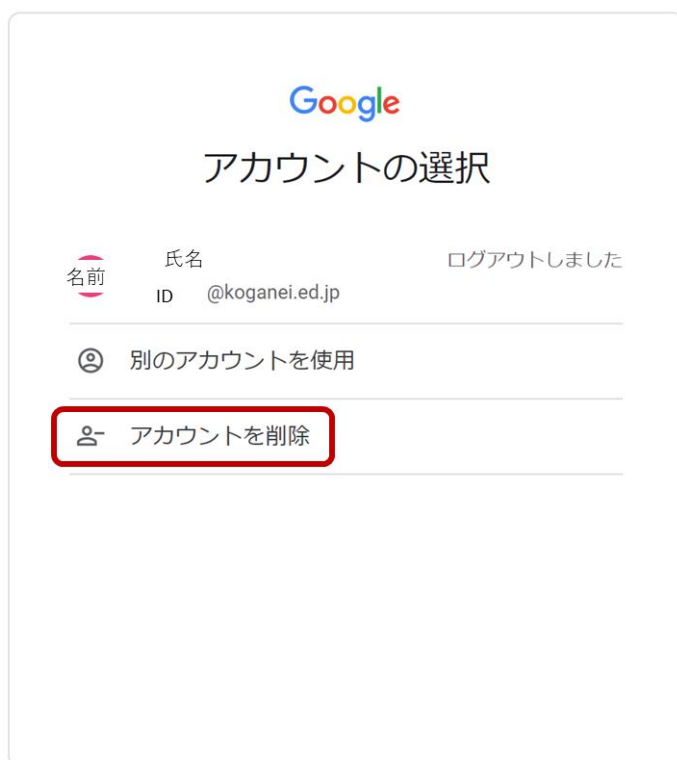 Google
アカウントの選択
氏名
ログアウトしました
名前
ID @koganei.ed.jp
別のアカウントを使用
アカウントを削除